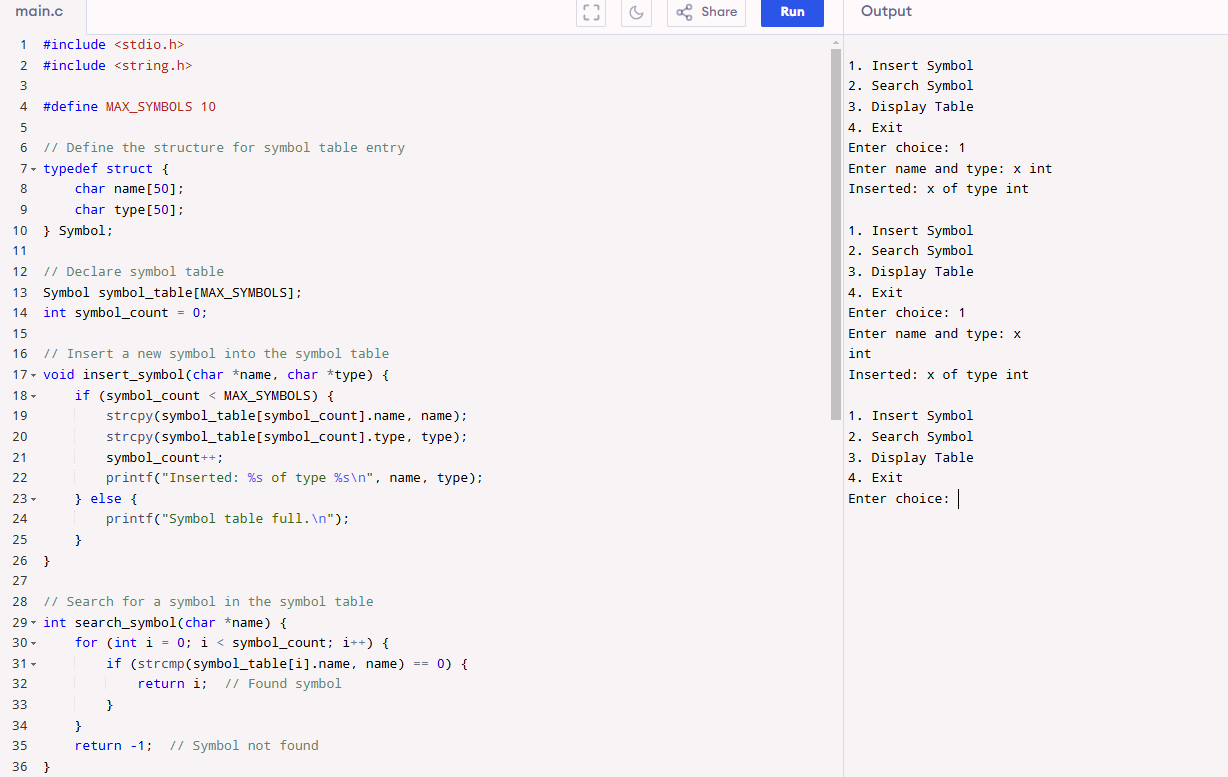 main.c
Share
Run
Output
1 #include <stdio.h>
2 #include <string.h>
3
4 #define MAX_SYMBOLS 10
5
6 // Define the structure for symbol table entry
7 typedef struct {
8     char name[50];
9     char type[50];
10 } Symbol;
11
12 // Declare symbol table
13 Symbol symbol_table[MAX_SYMBOLS];
14 int symbol_count = 0;
15
16 // Insert a new symbol into the symbol table
17 void insert_symbol(char *name, char *type) {
18     if (symbol_count < MAX_SYMBOLS) {
19         strcpy(symbol_table[symbol_count].name, name);
20         strcpy(symbol_table[symbol_count].type, type);
21         symbol_count++;
22         printf("Inserted: %s of type %s\n", name, type);
23     } else {
24         printf("Symbol table full.\n");
25     }
26 }
27
28 // Search for a symbol in the symbol table
29 int search_symbol(char *name) {
30     for (int i = 0; i < symbol_count; i++) {
31         if (strcmp(symbol_table[i].name, name) == 0) {
32             return i;  // Found symbol
33         }
34     }
35     return -1;  // Symbol not found
36 }
1. Insert Symbol
2. Search Symbol
3. Display Table
4. Exit
Enter choice: 1
Enter name and type: x int
Inserted: x of type int

1. Insert Symbol
2. Search Symbol
3. Display Table
4. Exit
Enter choice: 1
Enter name and type: x
int
Inserted: x of type int

1. Insert Symbol
2. Search Symbol
3. Display Table
4. Exit
Enter choice: